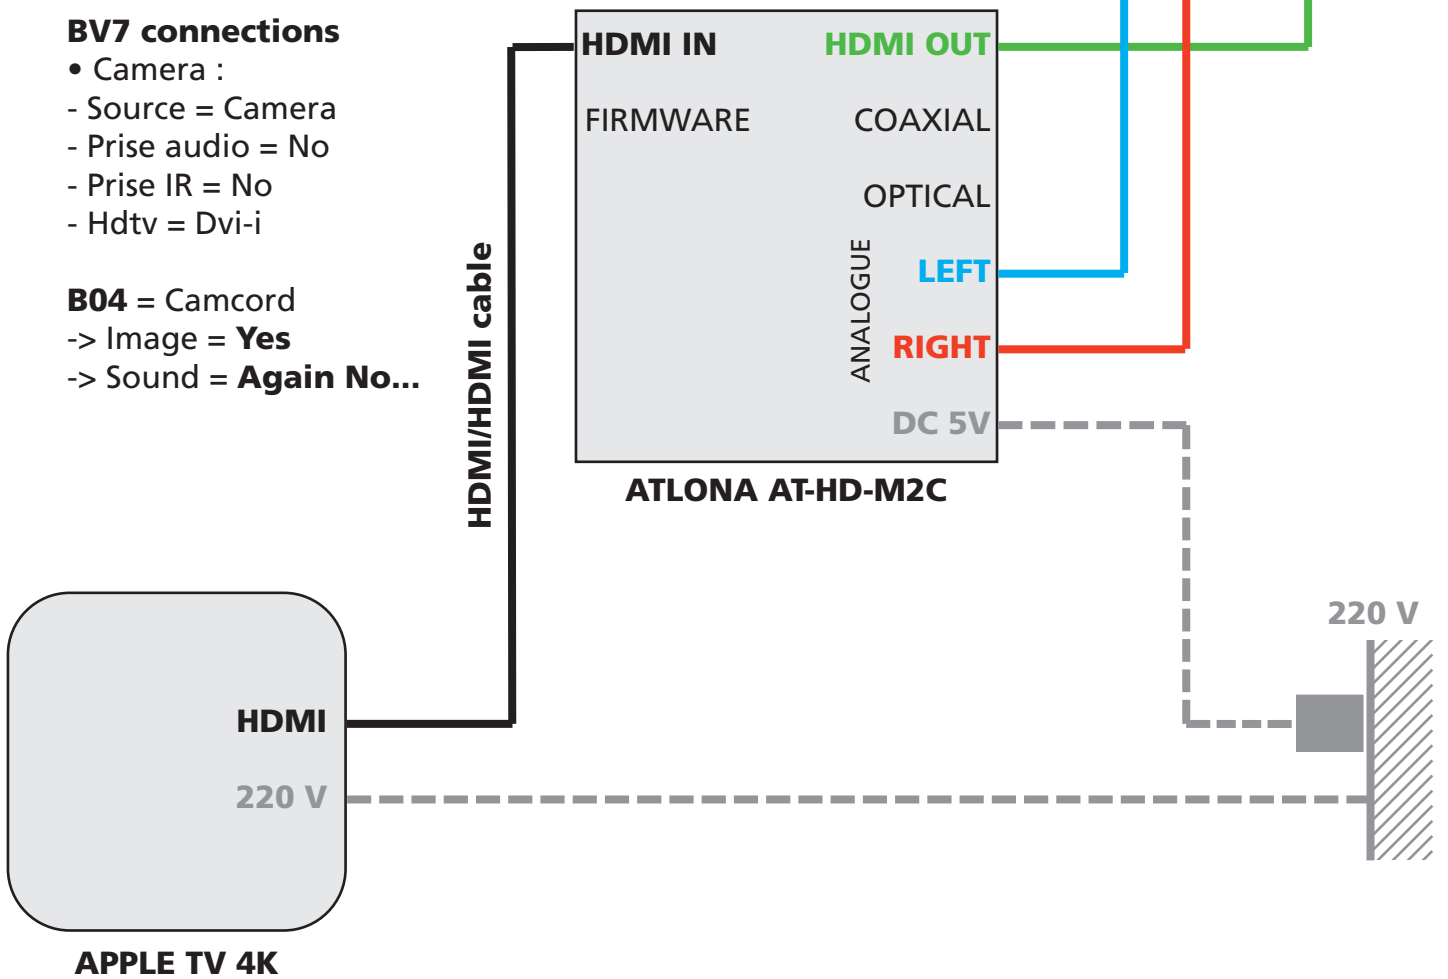 BV7 connections
• Camera :
- Source = Camera
- Prise audio = No
- Prise IR = No
- Hdtv = Dvi-i
B04 = Camcord
-> Image = Yes
-> Sound = Again No...
HDMI/HDMI cable
HDMI IN
HDMI OUT
FIRMWARE
COAXIAL
OPTICAL
ANALOGUE
LEFT
RIGHT
DC 5V
ATLONA AT-HD-M2C
220 V
HDMI
220 V
APPLE TV 4K